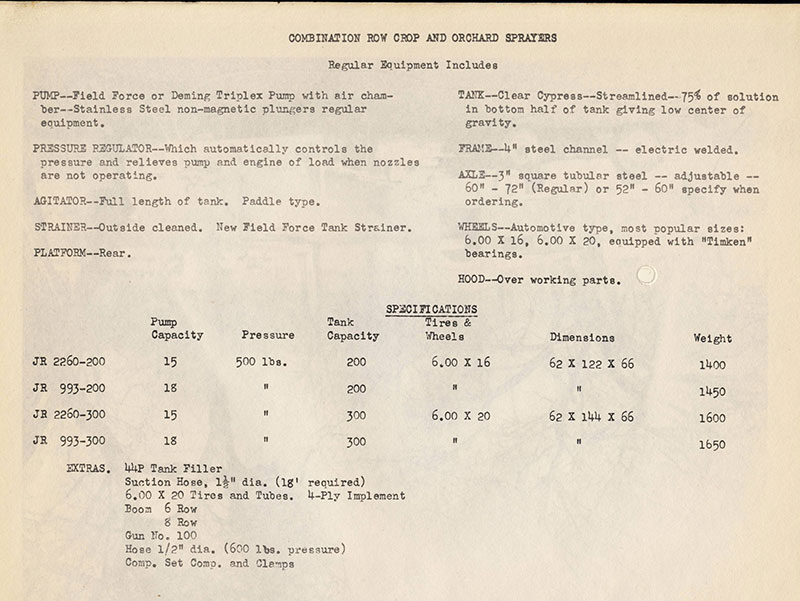 COMBINATION ROW CROP AND ORCHARD SPRAYERS
Regular Equipment Includes
PUMP--Field Force or Deming Triplex Pump with air cham-
ber--Stainless Steel non-magnetic plungers regular
equipment.
PRESSURE REGULATOR--Which automatically controls the
pressure and relieves pump and engine of load when nozzles
are not operating.
AGITATOR--Full length of tank. Paddle type.
STRAINER--Outside cleaned. New Field Force Tank Strainer.
PLATFORM--Rear.
TANK--Clear Cypress--Streamlined--75% of solution
in bottom half of tank giving low center of
gravity.
FRAME--4" steel channel -- electric welded.
AXLE--3" square tubular steel -- adjustable --
60" - 72" (Regular) or 52" - 60" specify when
ordering.
WHEELS--Automotive type, most popular sizes:
6.00 X 16, 6.00 X 20, equipped with "Timken"
bearings.
HOOD--Over working parts.
SPECIFICATIONS
Pump Tank Tires &
Capacity Pressure Capacity Wheels Dimensions Weight
JR 2260-200 15 500 lbs. 200 6.00 X 16 62 X 122 X 66 1400
JR 993-200 18 " 200 " " 1450
JR 2260-300 15 " 300 6.00 X 20 62 X 144 X 66 1600
JR 993-300 18 " 300 " " 1650
EXTRAS. 44P Tank Filler
Suction Hose, 1½" dia. (18' required)
6.00 X 20 Tires and Tubes. 4-Ply Implement
Boom 6 Row
8 Row
Gun No. 100
Hose 1/2" dia. (600 lbs. pressure)
Comp. Set Comp. and Clamps